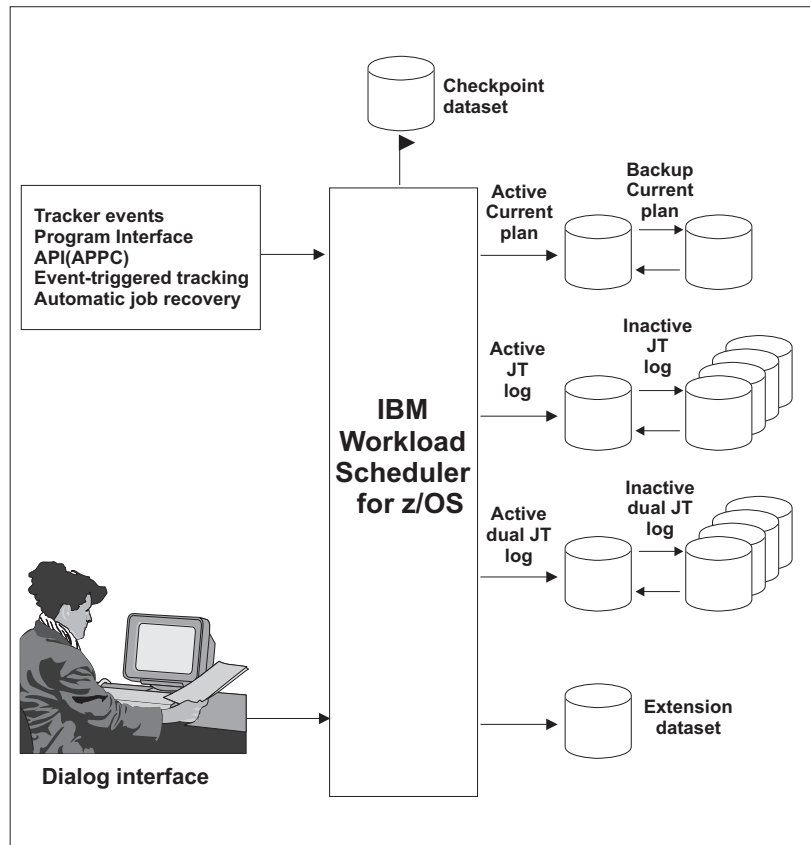 Checkpoint
dataset
Tracker events
Program Interface
API(APPC)
Event-triggered tracking
Automatic job recovery
IBM
Workload
Scheduler
for z/OS
Active
Current
plan
Backup
Current
plan
Active
JT
log
Inactive
JT
log
Active
dual JT
log
Inactive
dual JT
log
Extension
dataset
Dialog interface